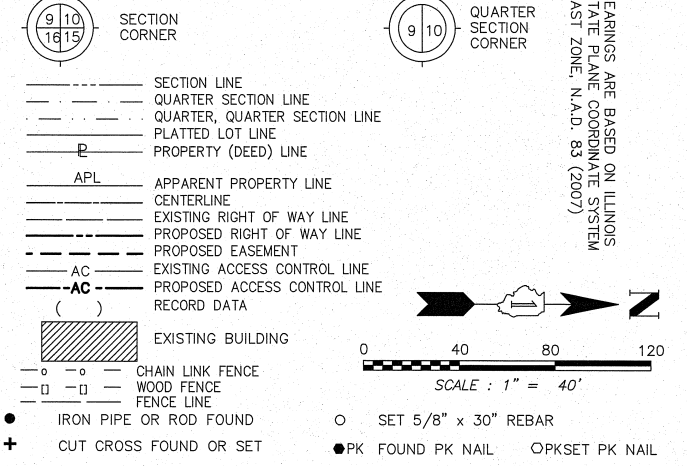 9 10
16 15
SECTION
CORNER
9 10
QUARTER
SECTION
CORNER
EARINGS ARE BASED ON ILLINOIS
TATE PLANE COORDINATE SYSTEM
AST ZONE, N.A.D. 83 (2007)
SECTION LINE
QUARTER SECTION LINE
QUARTER, QUARTER SECTION LINE
PLATTED LOT LINE
PROPERTY (DEED) LINE
APL APPARENT PROPERTY LINE
CENTERLINE
EXISTING RIGHT OF WAY LINE
PROPOSED RIGHT OF WAY LINE
PROPOSED EASEMENT
AC EXISTING ACCESS CONTROL LINE
AC PROPOSED ACCESS CONTROL LINE
( ) RECORD DATA
EXISTING BUILDING
CHAIN LINK FENCE
WOOD FENCE
FENCE LINE
IRON PIPE OR ROD FOUND
CUT CROSS FOUND OR SET
N
0 40 80 120
SCALE : 1" = 40'
SET 5/8" x 30" REBAR
PK FOUND PK NAIL
PKSET PK NAIL